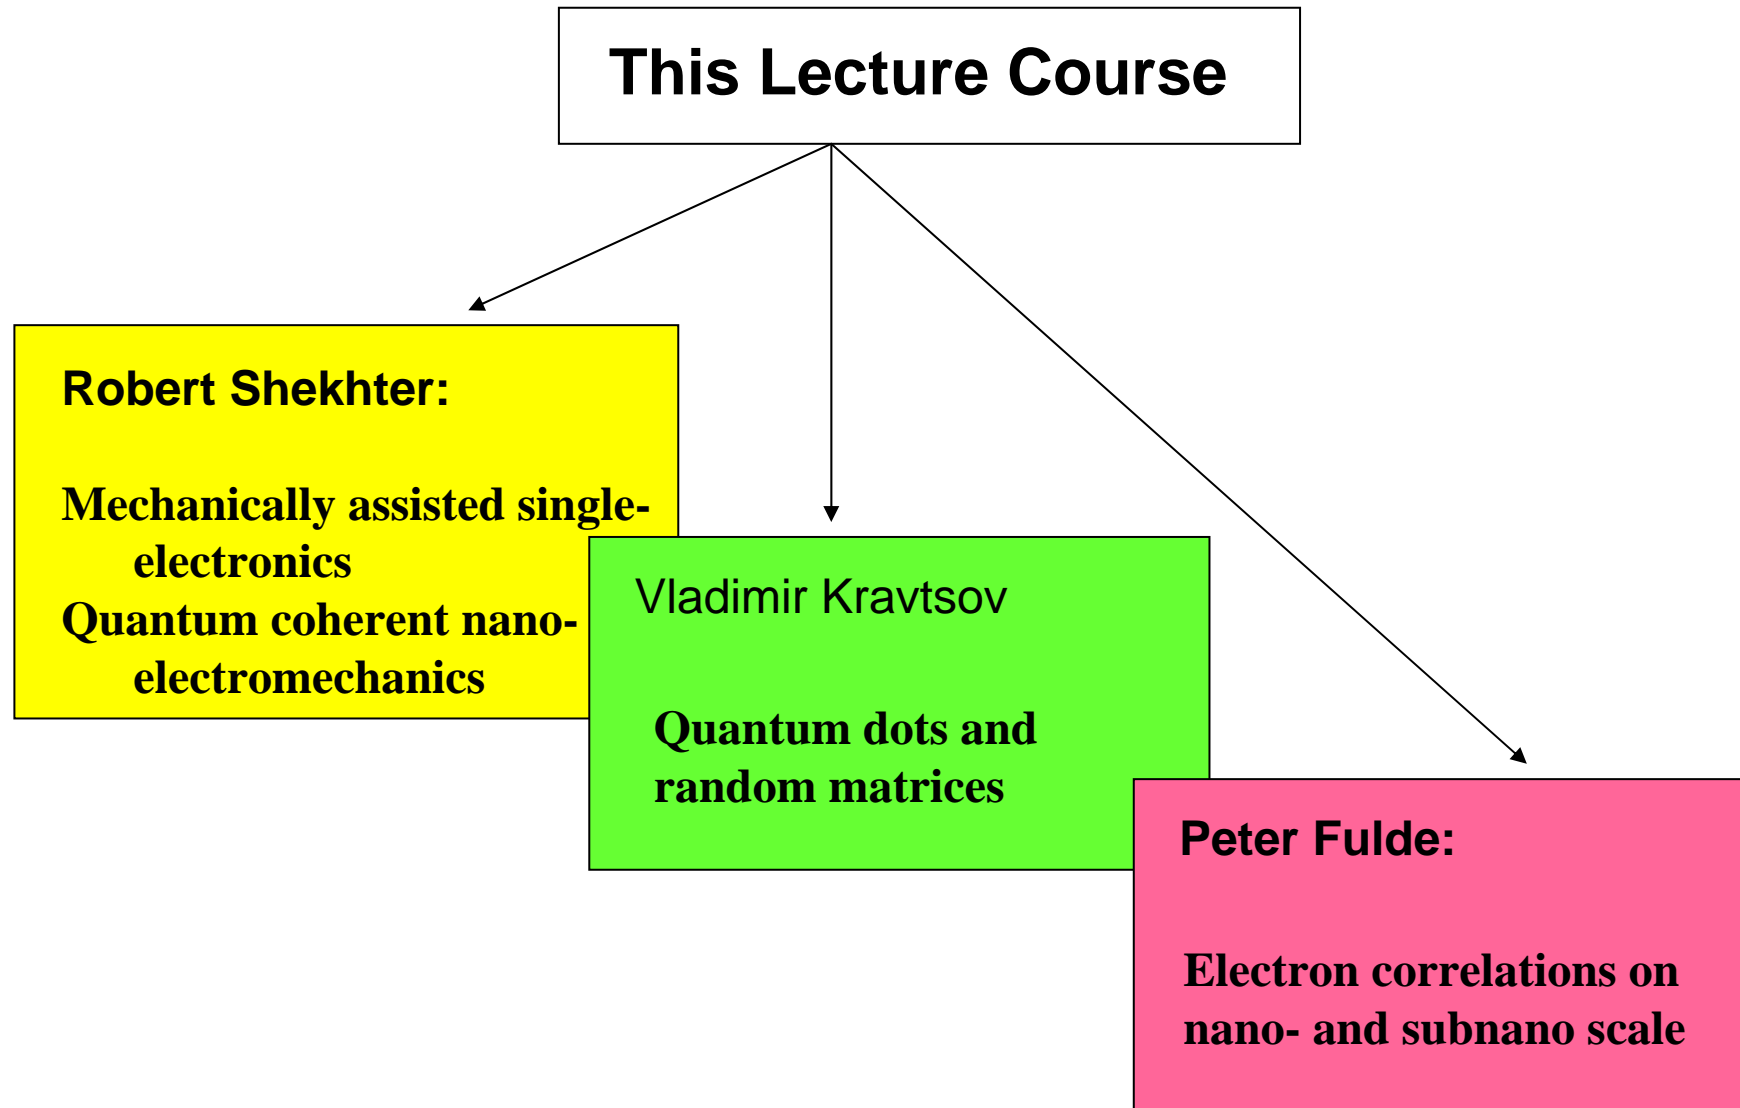 This Lecture Course
Robert Shekhter:
Mechanically assisted single-
electronics
Quantum coherent nano-
electromechanics
Vladimir Kravtsov
Quantum dots and
random matrices
Peter Fulde:
Electron correlations on
nano- and subnano scale